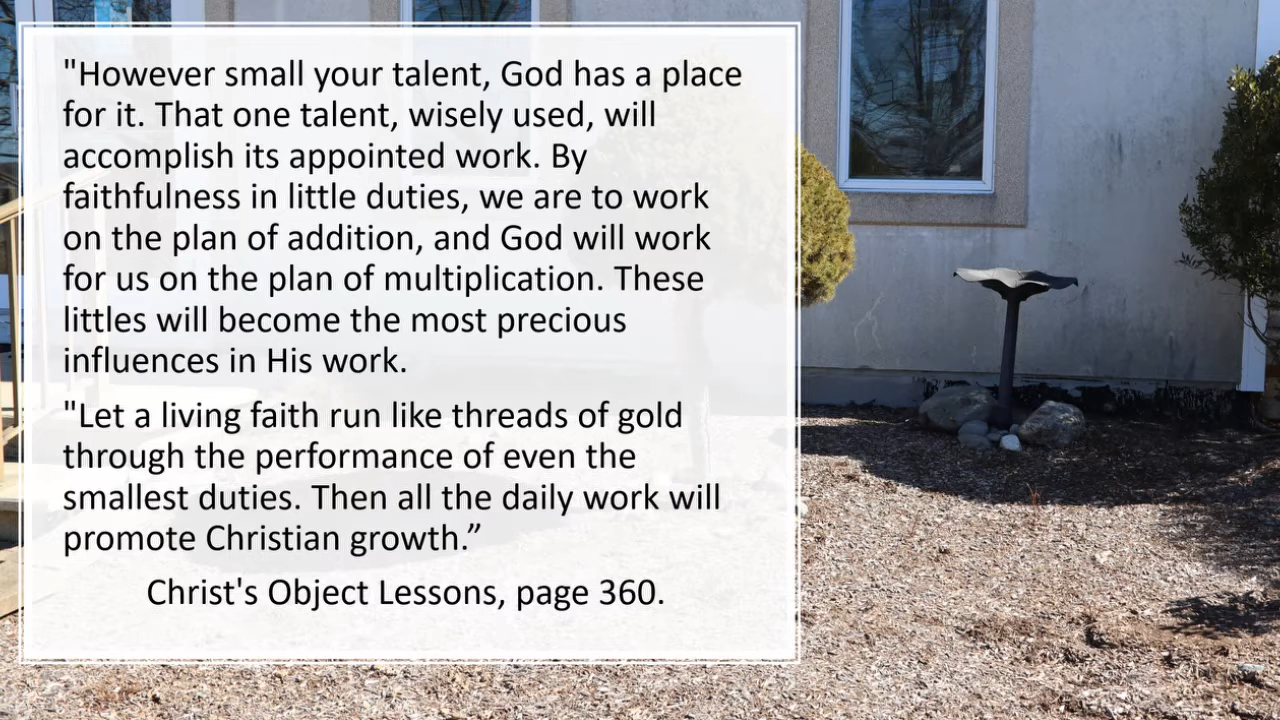 "However small your talent, God has a place
for it. That one talent, wisely used, will
accomplish its appointed work. By
faithfulness in little duties, we are to work
on the plan of addition, and God will work
for us on the plan of multiplication. These
littles will become the most precious
influences in His work.
"Let a living faith run like threads of gold
through the performance of even the
smallest duties. Then all the daily work will
promote Christian growth.”
Christ's Object Lessons, page 360.